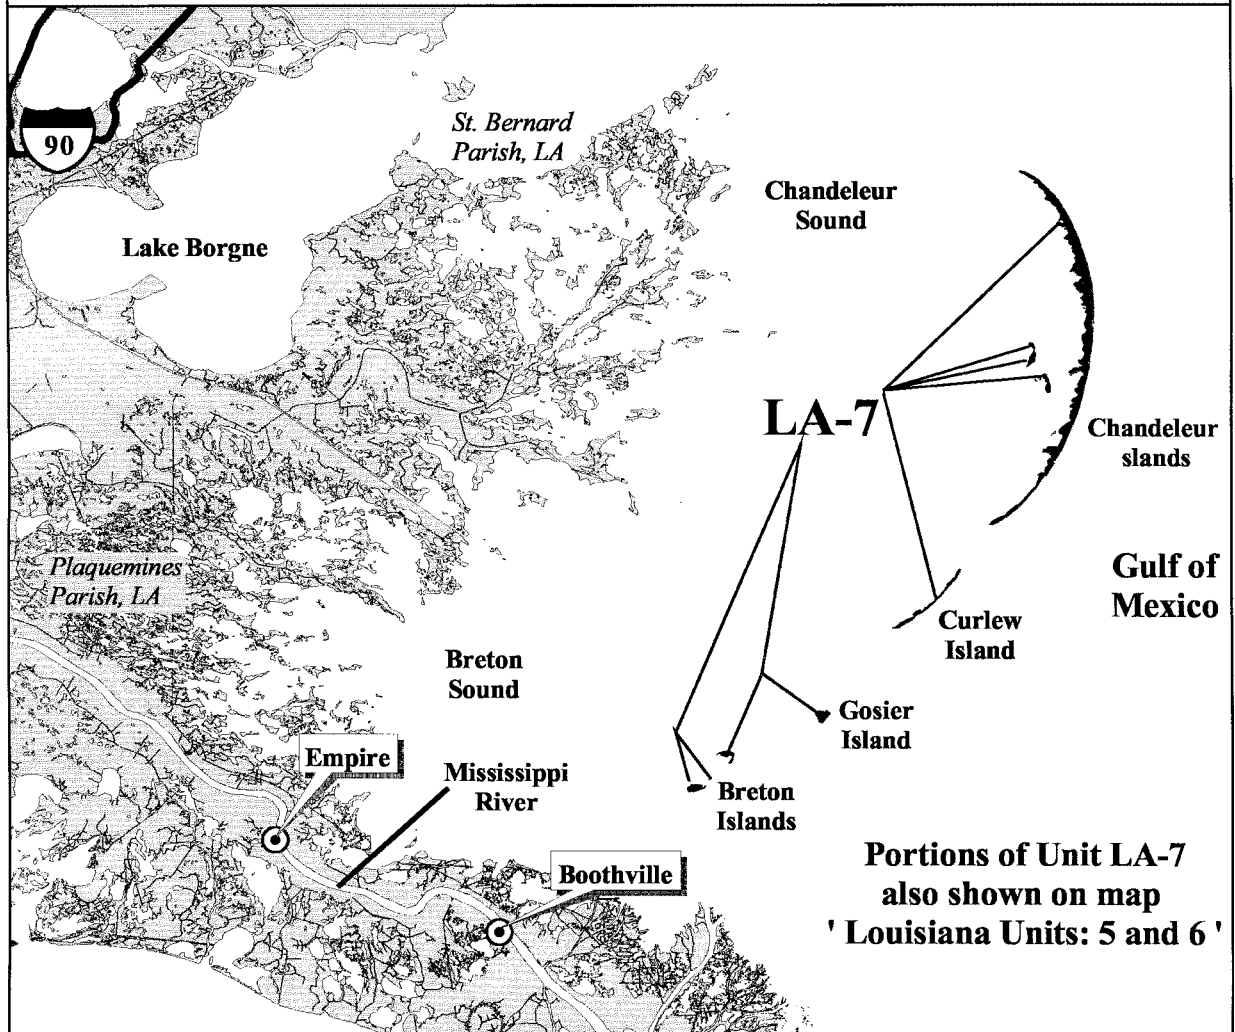 St. Bernard
Parish, LA
90
Chandeleur
Sound
Lake Borgne
LA-7
Chandeleur
slands
Gulf of
Mexico
Plaquemines
Parish, LA
Curlew
Island
Breton
Sound
Gosier
Island
Empire
Mississippi
River
Breton
Islands
Portions of Unit LA-7
also shown on map
' Louisiana Units: 5 and 6 '
Boothville